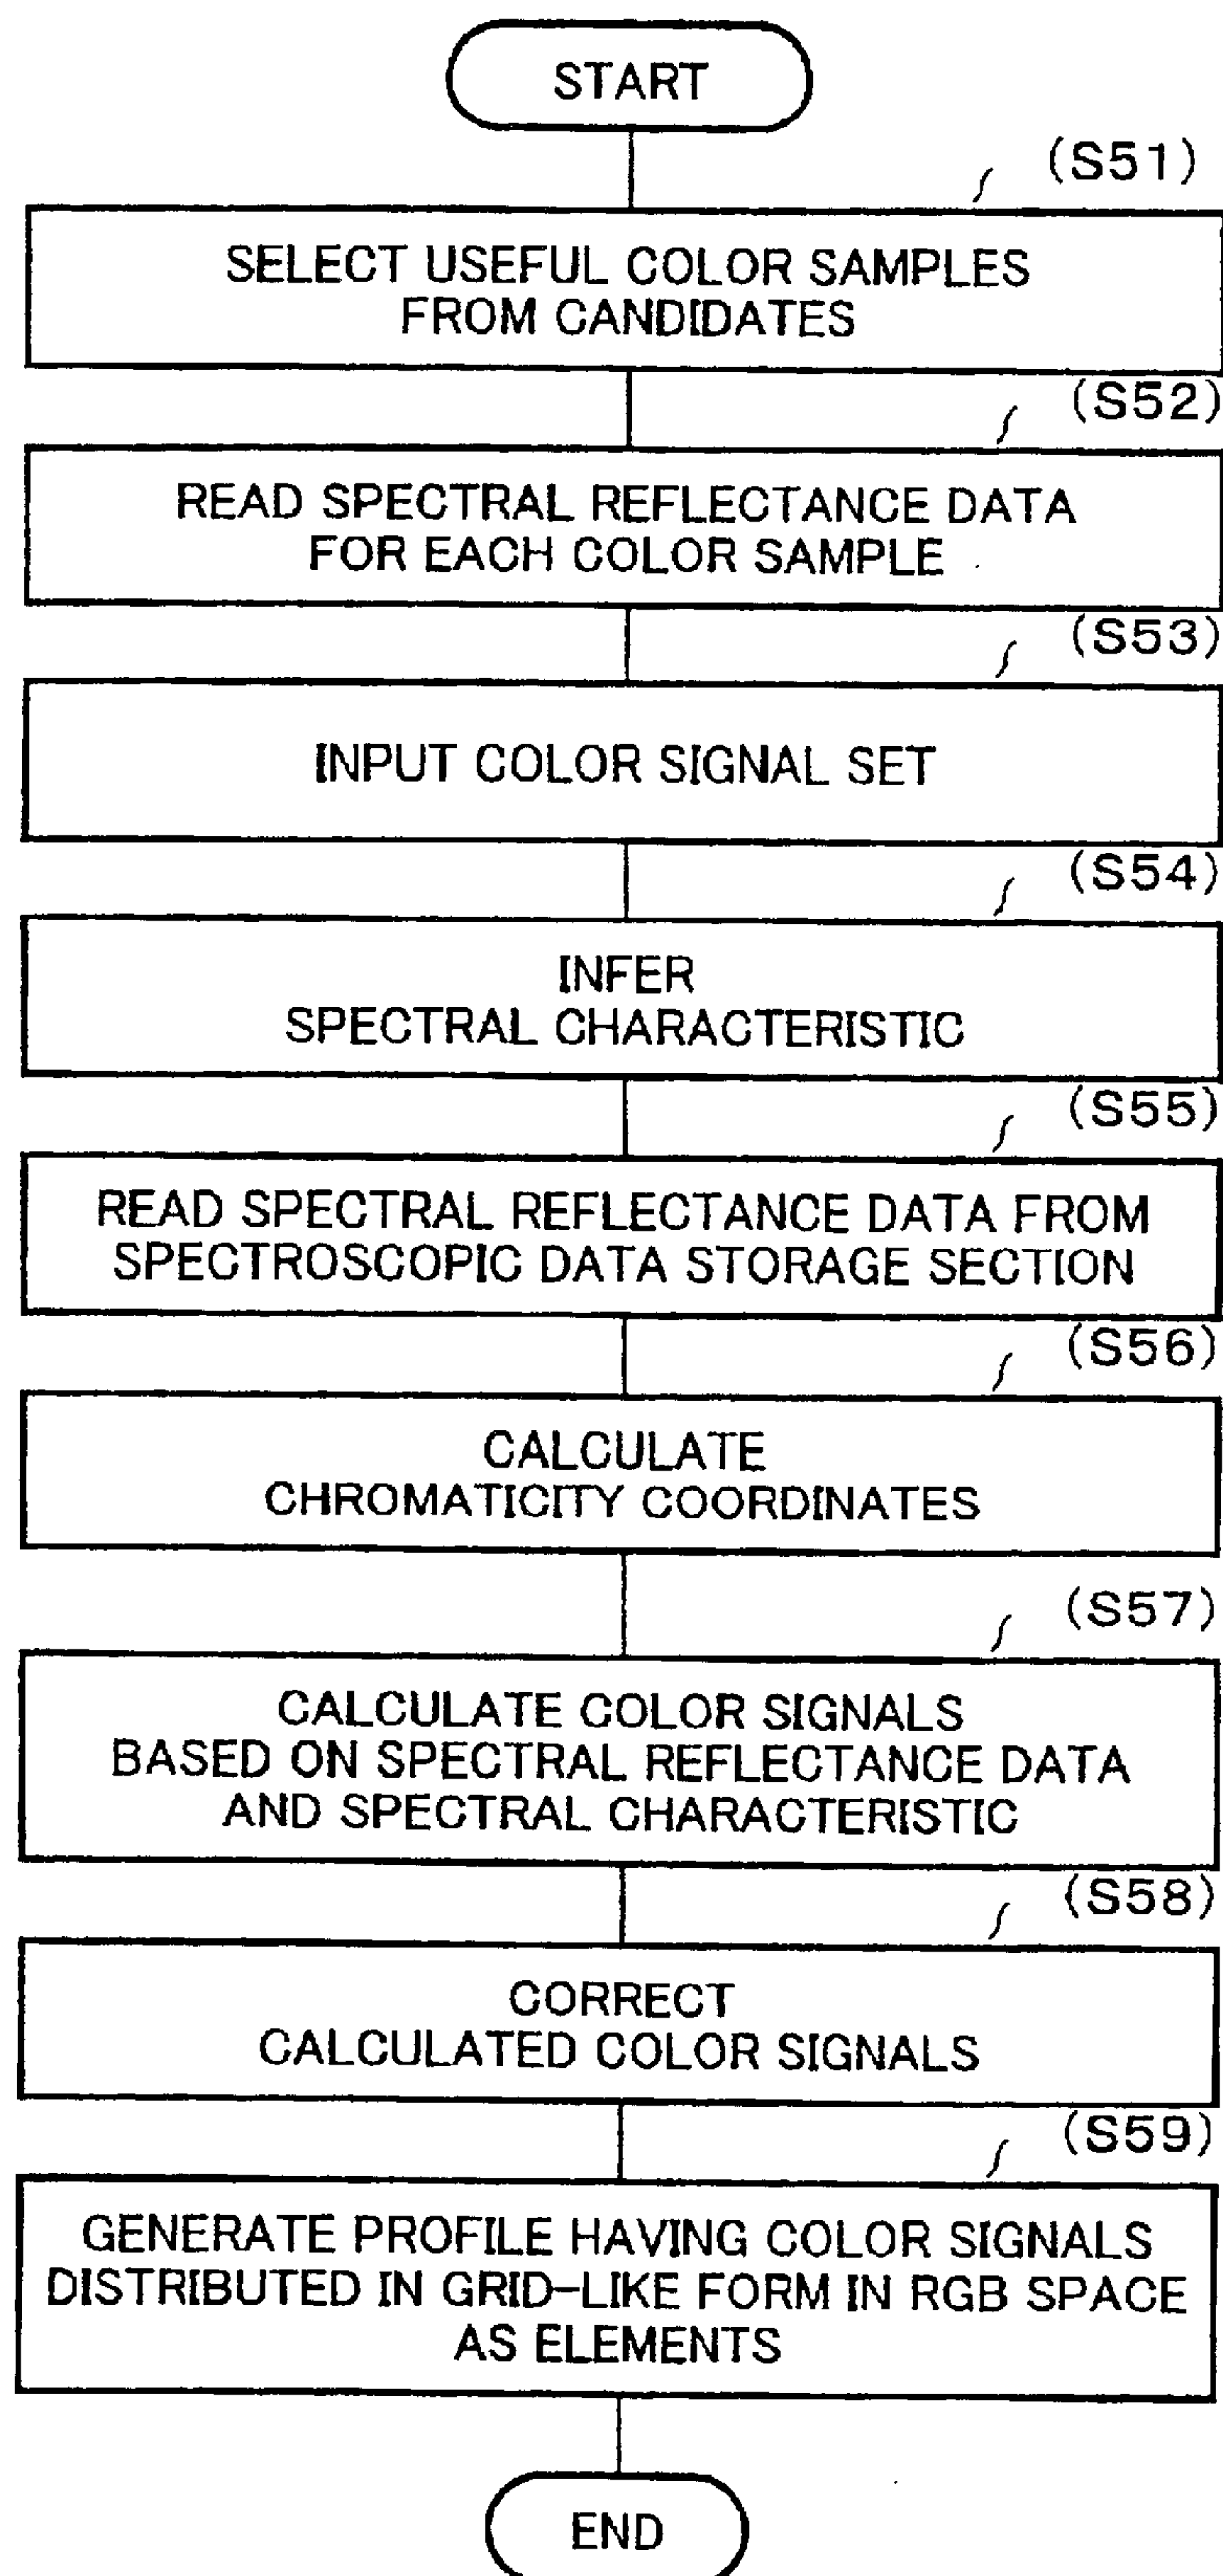 START
(S51)
SELECT USEFUL COLOR SAMPLES
FROM CANDIDATES
(S52)
READ SPECTRAL REFLECTANCE DATA
FOR EACH COLOR SAMPLE
(S53)
INPUT COLOR SIGNAL SET
(S54)
INFER
SPECTRAL CHARACTERISTIC
(S55)
READ SPECTRAL REFLECTANCE DATA FROM
SPECTROSCOPIC DATA STORAGE SECTION
(S56)
CALCULATE
CHROMATICITY COORDINATES
(S57)
CALCULATE COLOR SIGNALS
BASED ON SPECTRAL REFLECTANCE DATA
AND SPECTRAL CHARACTERISTIC
(S58)
CORRECT
CALCULATED COLOR SIGNALS
(S59)
GENERATE PROFILE HAVING COLOR SIGNALS
DISTRIBUTED IN GRID-LIKE FORM IN RGB SPACE
AS ELEMENTS
END